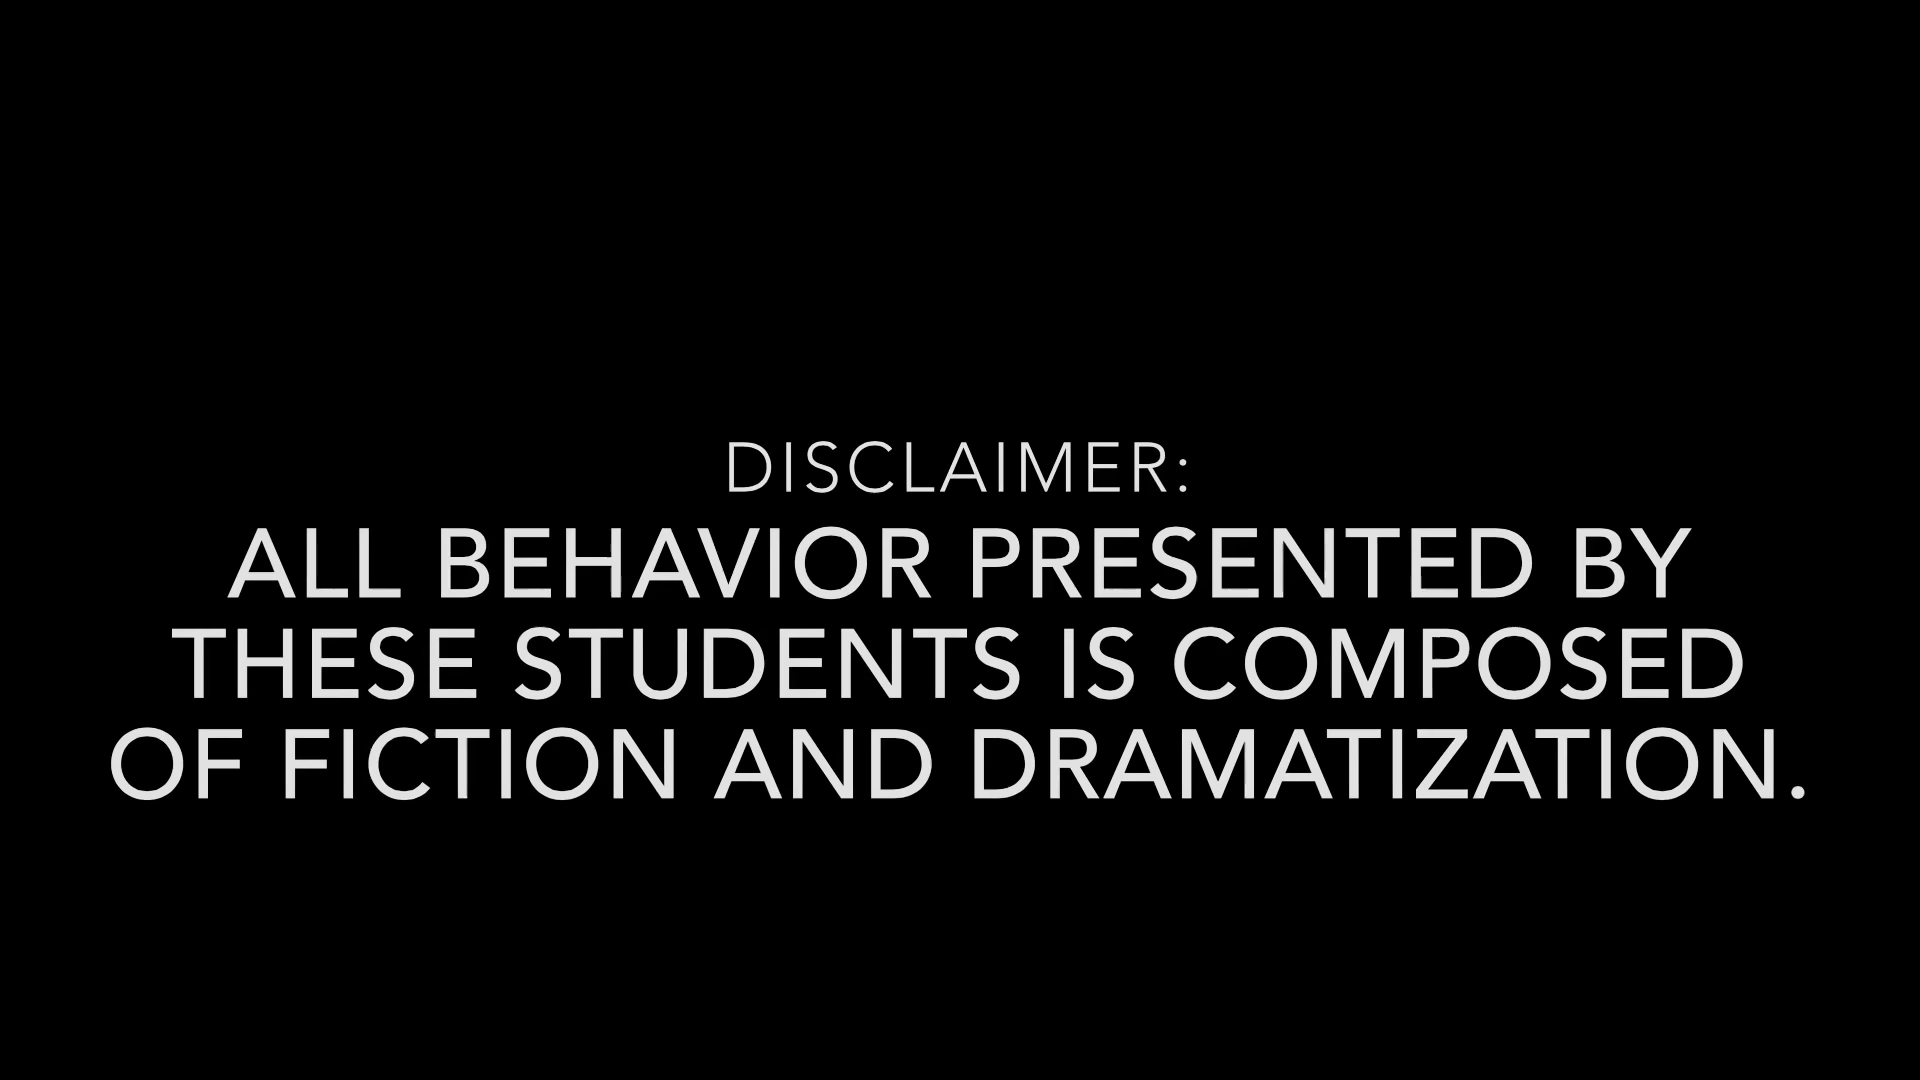 DISCLAIMER:
ALL BEHAVIOR PRESENTED BY
THESE STUDENTS IS COMPOSED
OF FICTION AND DRAMATIZATION.